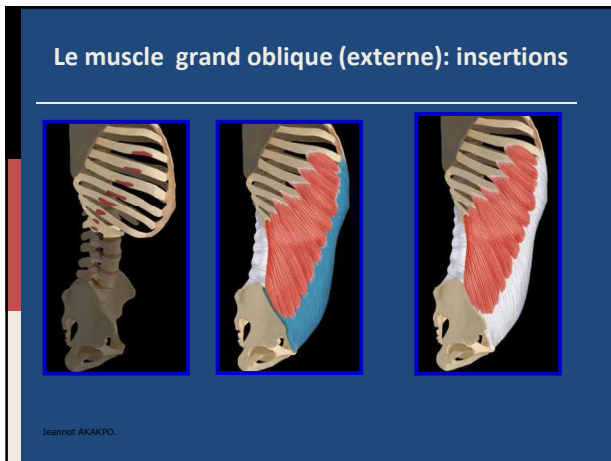 Le muscle grand oblique (externe): insertions
Jeannot AKAKPO.